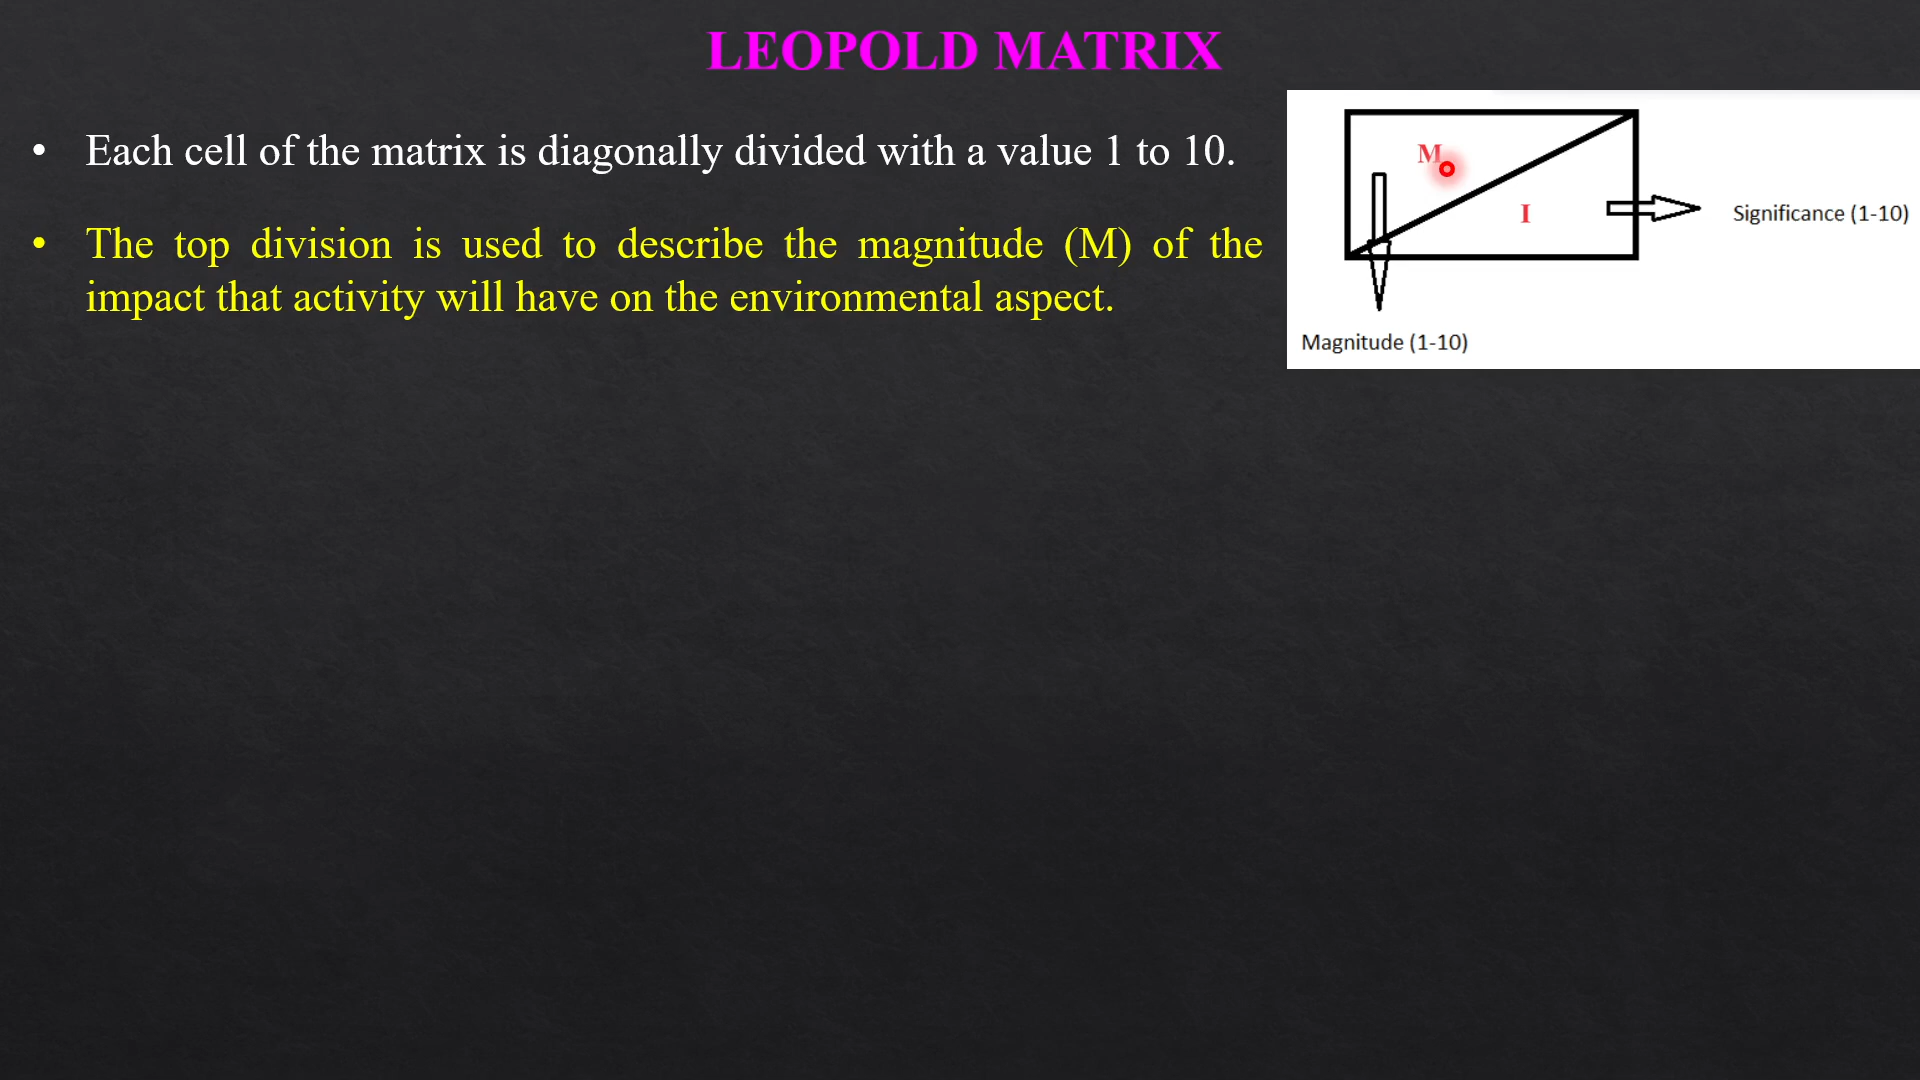 LEOPOLD MATRIX
• Each cell of the matrix is diagonally divided with a value 1 to 10.
• The top division is used to describe the magnitude (M) of the
impact that activity will have on the environmental aspect.
M
I
Significance (1-10)
Magnitude (1-10)